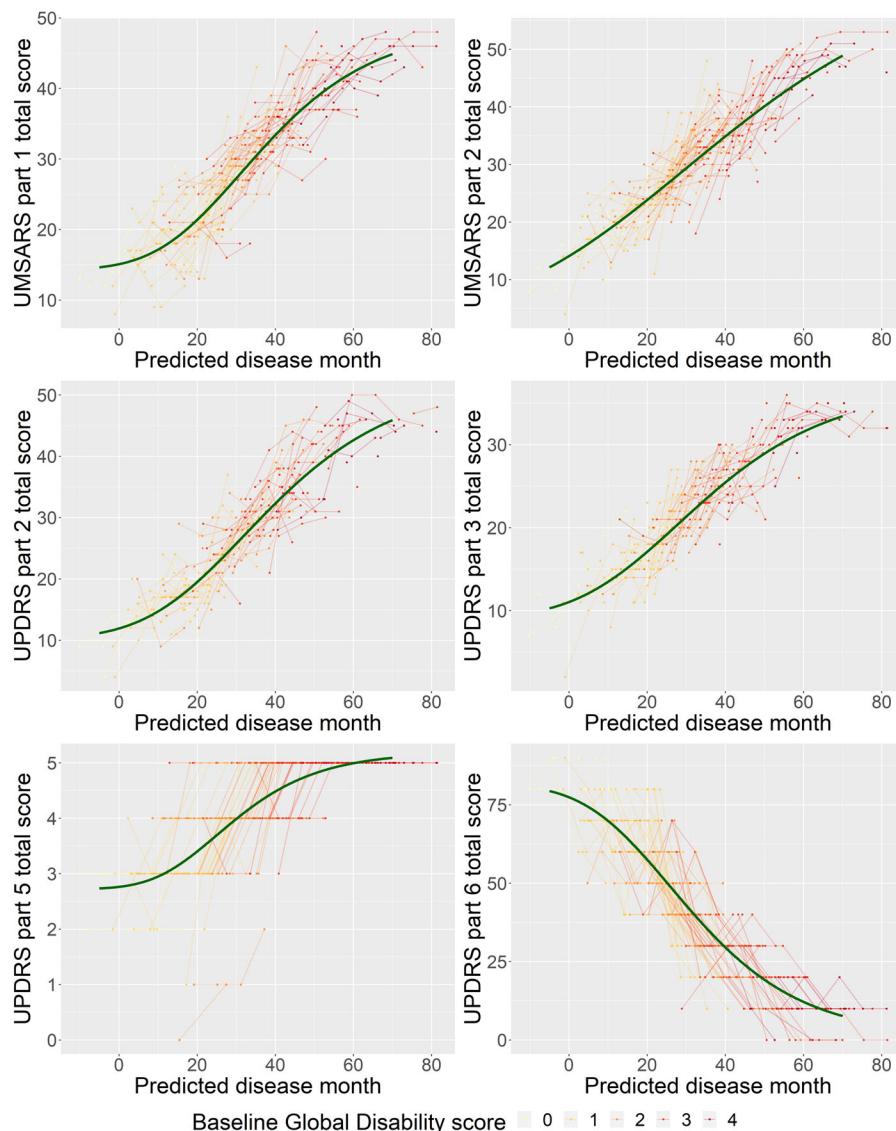 UMSARS part 1 total score
50
40
30
20
10
0 20 40 60 80
Predicted disease month
UMSARS part 2 total score
50
40
30
20
10
0 20 40 60 80
Predicted disease month
UPDRS part 2 total score
50
40
30
20
10
0 20 40 60 80
Predicted disease month
UPDRS part 3 total score
30
20
10
0 20 40 60 80
Predicted disease month
UPDRS part 5 total score
5
4
3
2
1
0
0 20 40 60 80
Predicted disease month
UPDRS part 6 total score
75
50
25
0
0 20 40 60 80
Predicted disease month
Baseline Global Disability score 0 1 2 3 4